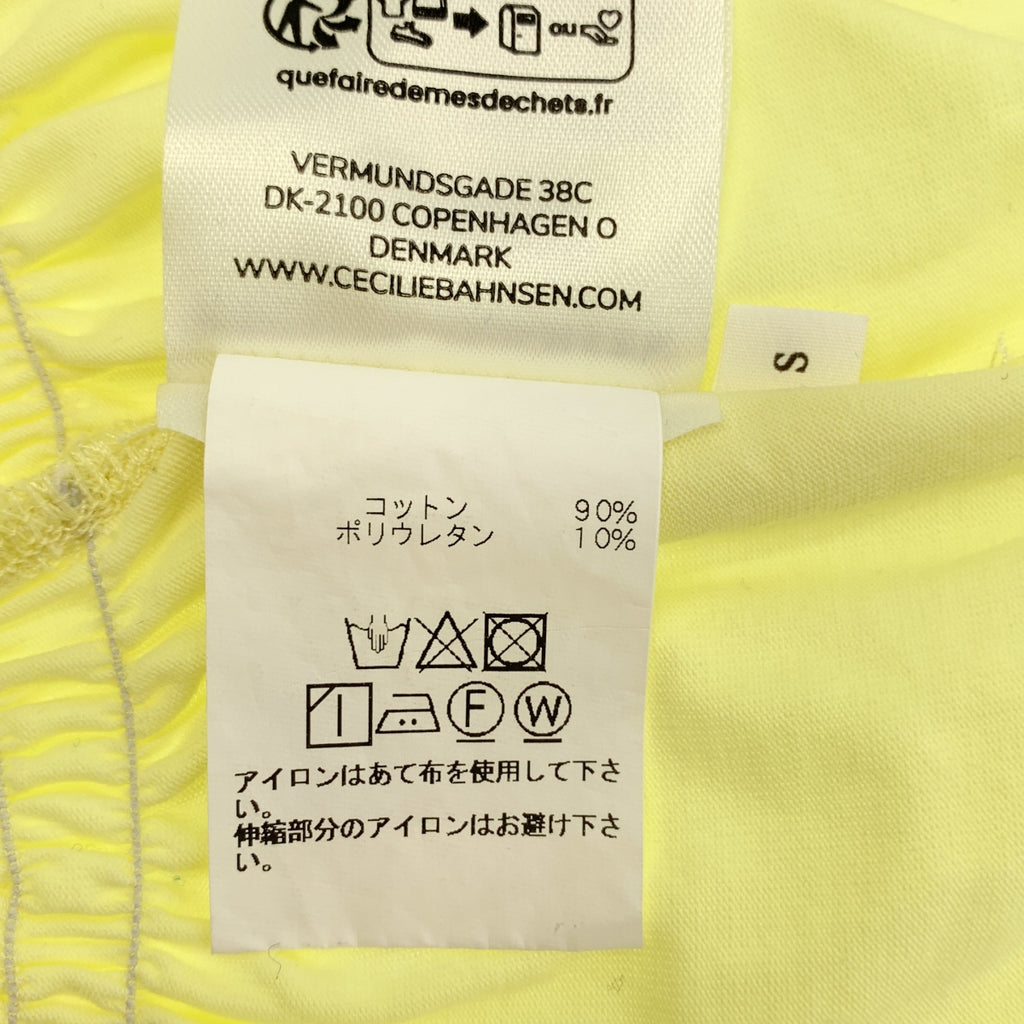 ou
quefairedemesdechets.fr
VERMUNDSGADE 38C
DK-2100 COPENHAGEN O
DENMARK
WWW.CECILIEBAHNSEN.COM
S
コットン 90%
ポリウレタン 10%
F W
アイロンはあて布を使用して下さ
い。
伸縮部分のアイロンはお避け下さ
い。